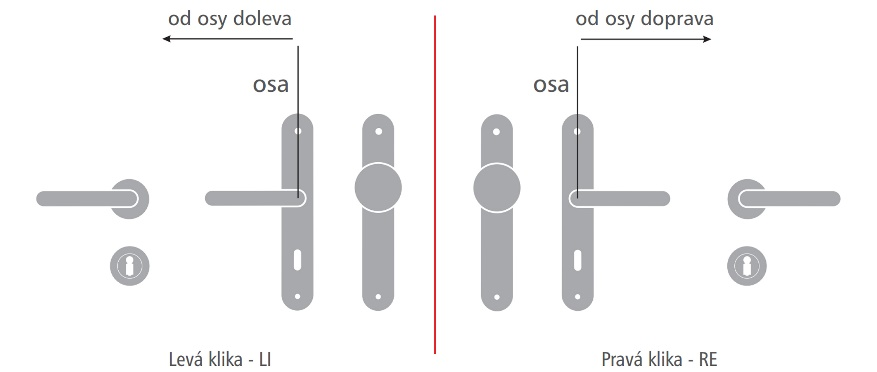 od osy doleva
osa
Levá klika - LI
od osy doprava
osa
Pravá klika - RE